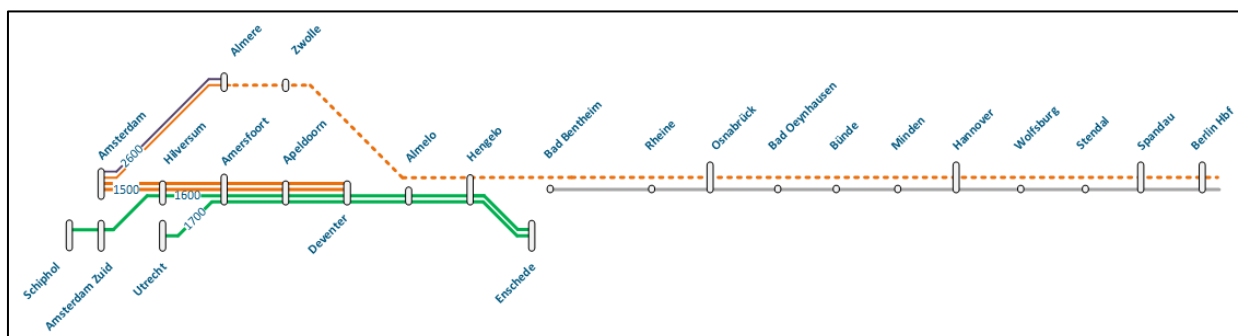 Almere
Zwolle
Amsterdam
2600
Hilversum
Amersfoort
Apeldoorn
Almelo
Hengelo
Bad Bentheim
Rheine
Osnabrück
Bad Oeynhausen
Bünde
Minden
Hannover
Wolfsburg
Stendal
Spandau
Berlin Hbf
1500
1600
1700
Schiphol
Amsterdam Zuid
Utrecht
Deventer
Enschede